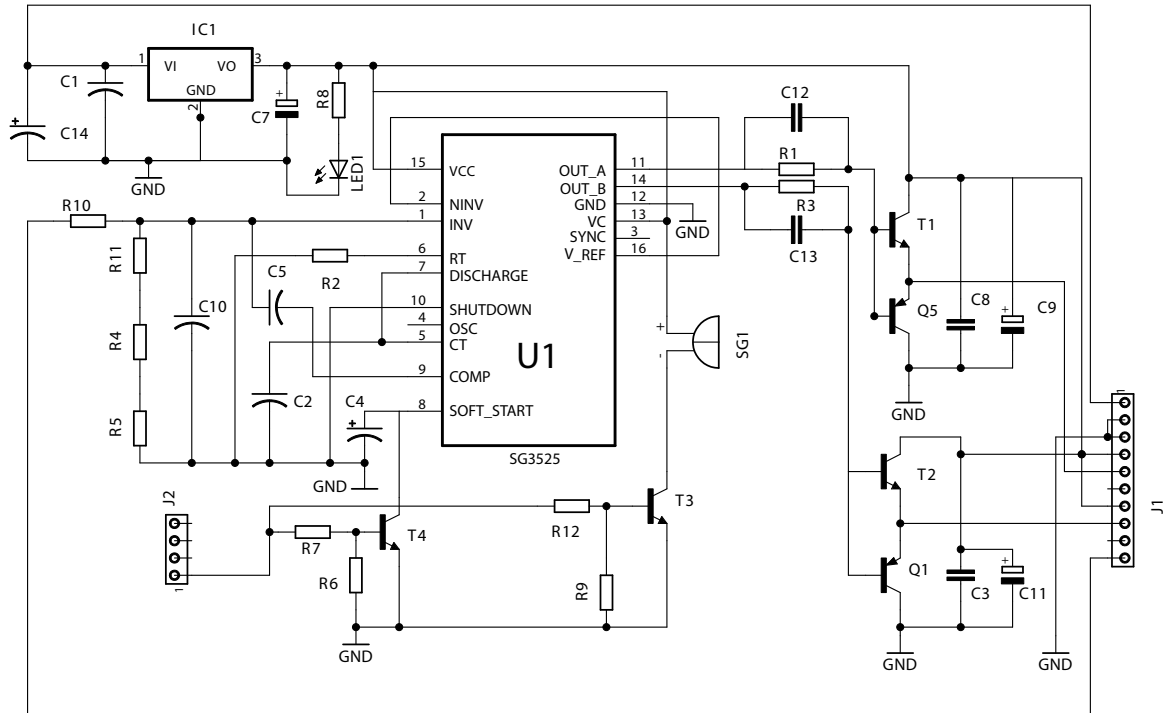 IC1
1
VI
VO
3
GND
2
C1
C14
C7
R8
LED1
GND
C12
R1
R3
C13
15
VCC
2
NINV
1
INV
6
RT
7
DISCHARGE
10
SHUTDOWN
4
OSC
5
CT
9
COMP
8
SOFT_START
OUT_A
11
OUT_B
14
GND
12
VC
13
SYNC
3
V_REF
16
GND
U1
SG3525
R10
R11
R4
R5
C10
C5
R2
C2
C4
GND
+
-
SG1
T1
Q5
C8
C9
GND
T2
Q1
C3
C11
GND
GND
J1
1
J2
1
R7
R6
T4
R12
R9
T3
GND